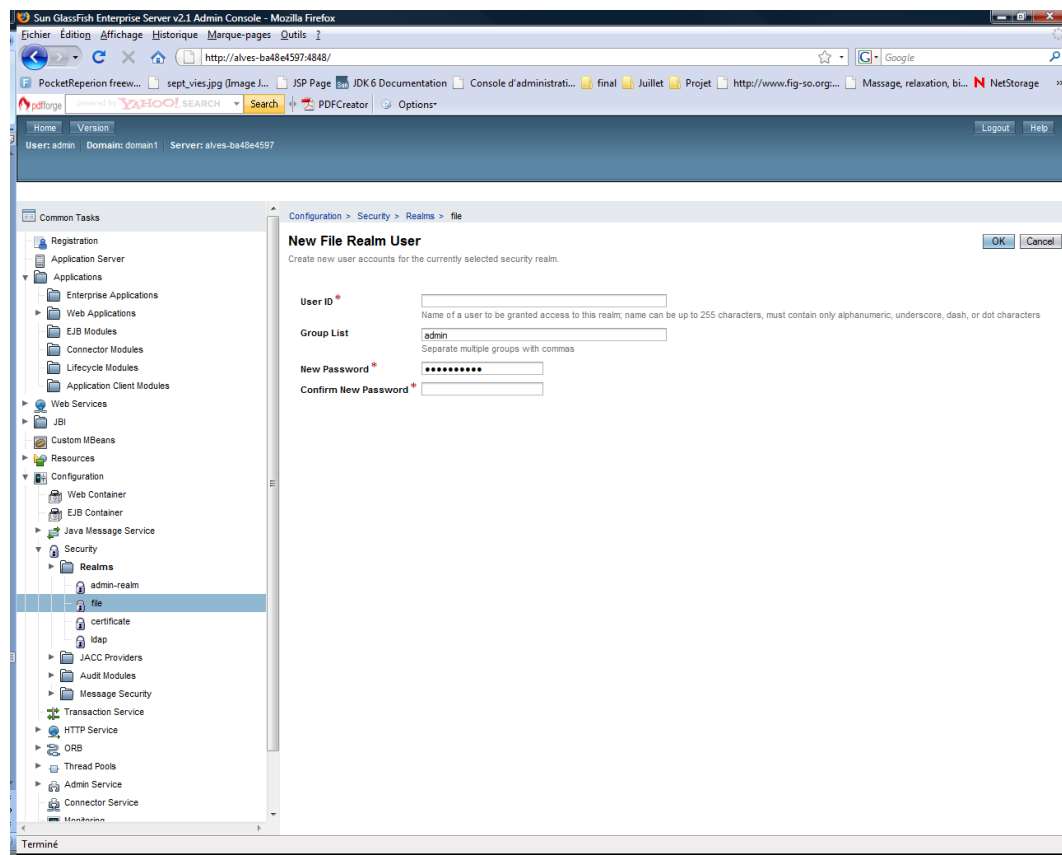 Sun GlassFish Enterprise Server v2.1 Admin Console - Mozilla Firefox
Eichier Édition Affichage Historique Marque-pages Outils ?
http://alves-ba48e4597:4848/
G Google
PocketReperion freew... sept_vies.jpg (Image J... JSP Page JDK 6 Documentation Console d'administrati... final Juillet Projet http://www.fig-so.org:... Massage, relaxation, bi... NetStorage »
pdfforge powered by YAHOO! SEARCH Search PDFCreator Options
Home Version Logout Help
User: admin Domain: domain1 Server: alves-ba48e4597
Common Tasks
Registration
Application Server
Applications
Enterprise Applications
Web Applications
EJB Modules
Connector Modules
Lifecycle Modules
Application Client Modules
Web Services
JBI
Custom MBeans
Resources
Configuration
Web Container
EJB Container
Java Message Service
Security
Realms
admin-realm
file
certificate
ldap
JACC Providers
Audit Modules
Message Security
Transaction Service
HTTP Service
ORB
Thread Pools
Admin Service
Connector Service
Monitoring
Configuration > Security > Realms > file
New File Realm User
OK Cancel
Create new user accounts for the currently selected security realm.
User ID *
Name of a user to be granted access to this realm; name can be up to 255 characters, must contain only alphanumeric, underscore, dash, or dot characters
Group List admin
Separate multiple groups with commas
New Password * ••••••••••
Confirm New Password *
Terminé